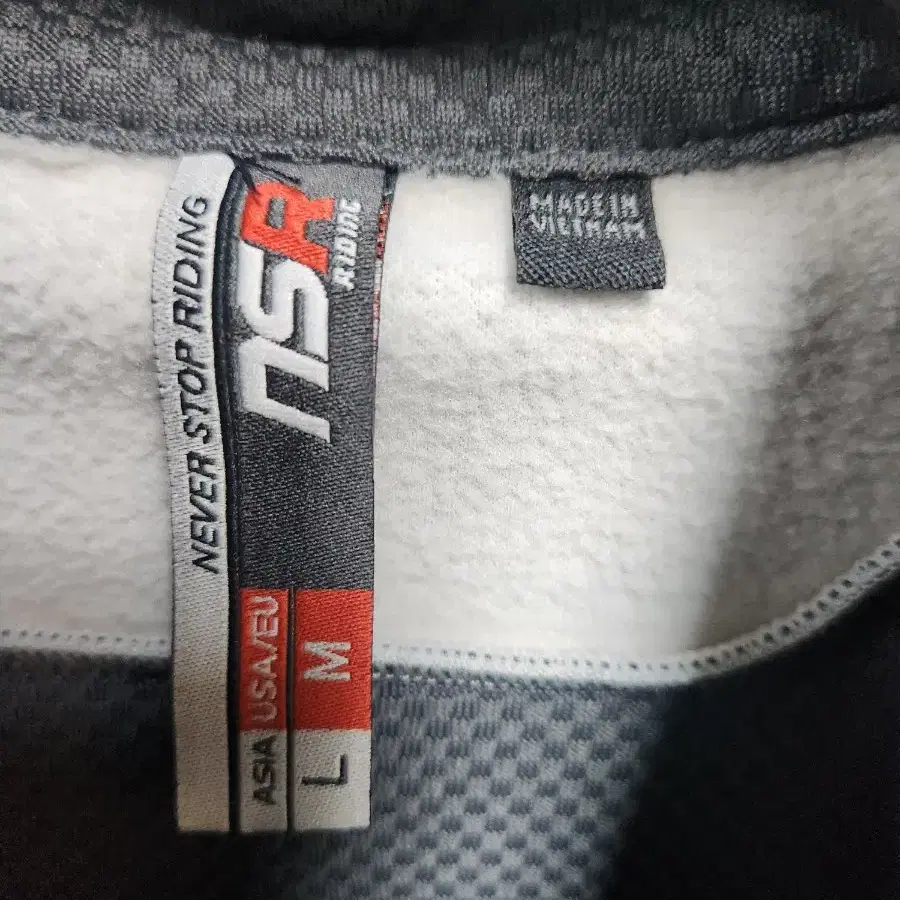 NEVER STOP RIDING
NSR
RIDING
USA/EU M
ASIA L
MADE IN
VIETNAM